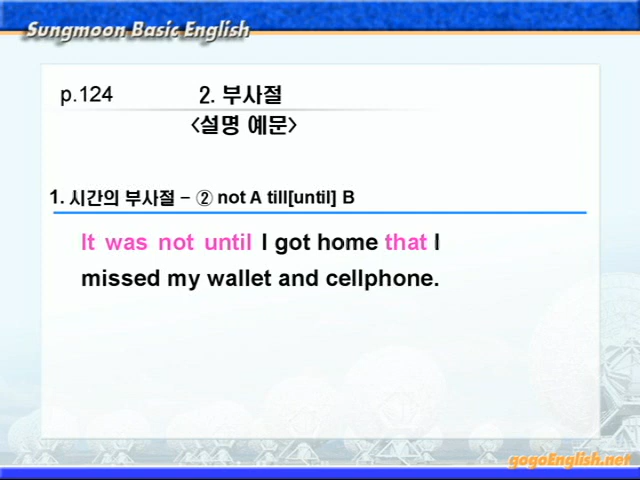 Sungmoon Basic English
p.124
2. 부사절
<설명 예문>
1. 시간의 부사절 – ② not A till[until] B
It was not until I got home that I
missed my wallet and cellphone.
gogoEnglish.net